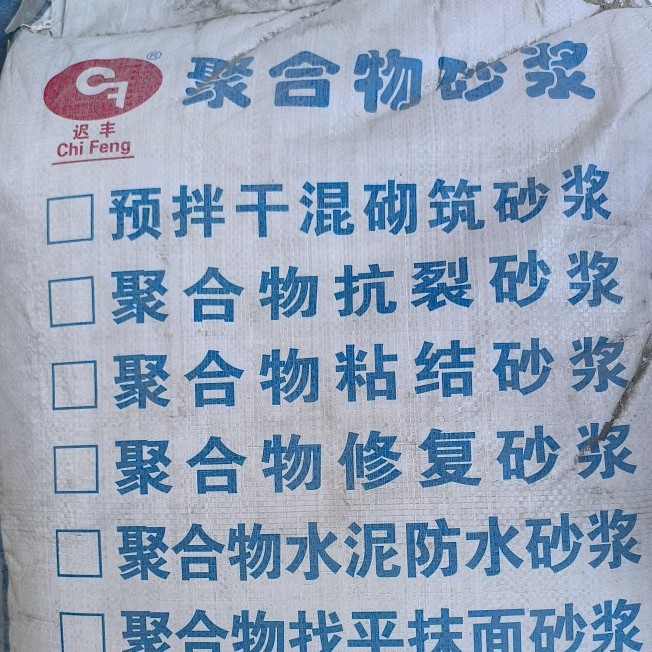 CF ® 聚合物砂浆
迟丰
Chi Feng
预拌干混砌筑砂浆
聚合物抗裂砂浆
聚合物粘结砂浆
聚合物修复砂浆
聚合物水泥防水砂浆
聚合物找平抹面砂浆